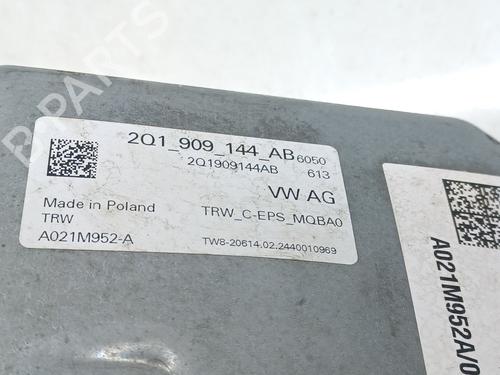 2Q1_909_144_AB 6050
2Q1909144AB 613
VW AG
Made in Poland TRW_C-EPS_MQBA0
TRW
A021M952-A TW8-20614.02.2440010969
A021M952A/0
B PARTS